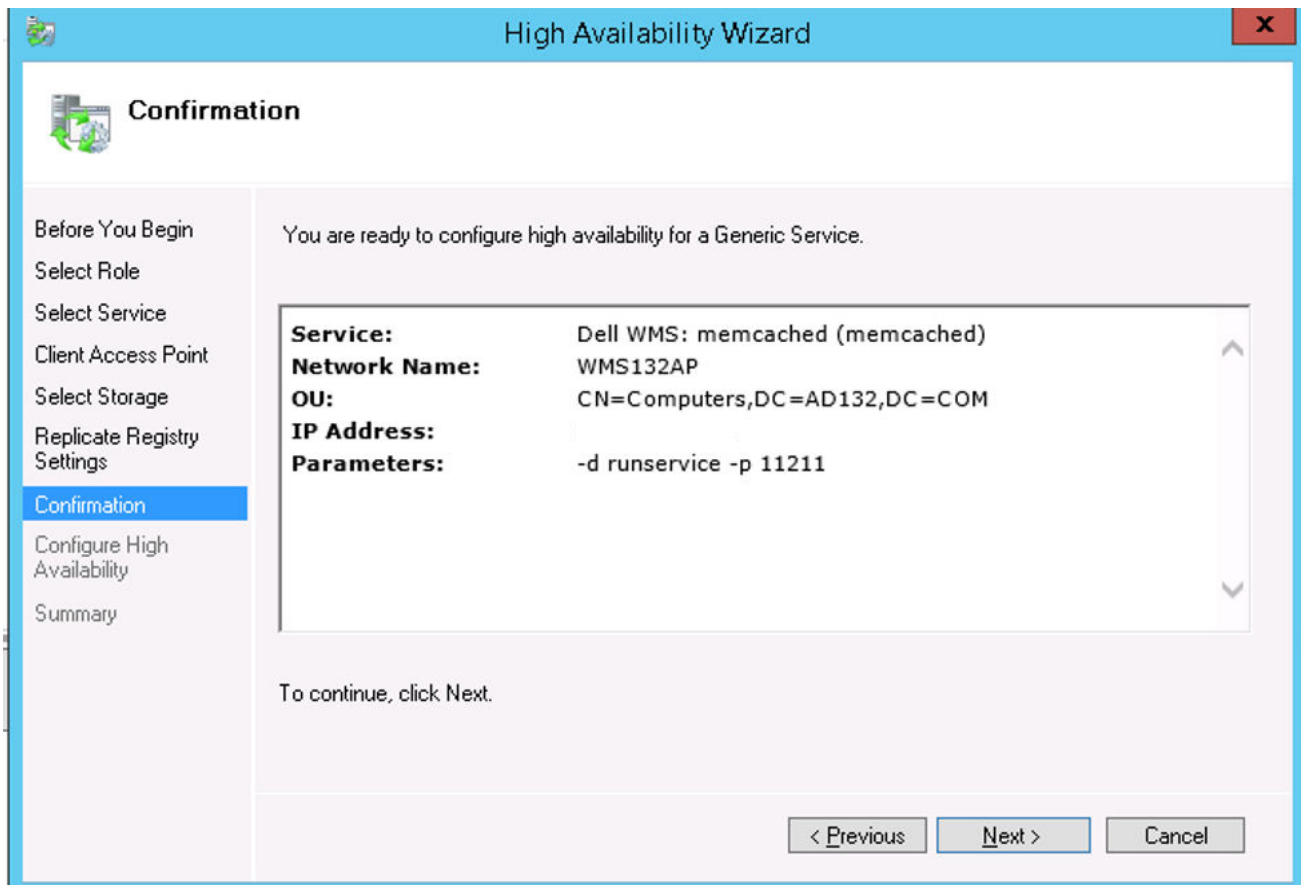 High Availability Wizard
x
Confirmation
Before You Begin
Select Role
Select Service
Client Access Point
Select Storage
Replicate Registry
Settings
Confirmation
Configure High
Availability
Summary
You are ready to configure high availability for a Generic Service.
Service: Dell WMS: memcached (memcached)
Network Name: WMS132AP
OU: CN=Computers,DC=AD132,DC=COM
IP Address:
Parameters: -d runservice -p 11211
To continue, click Next.
< Previous Next > Cancel